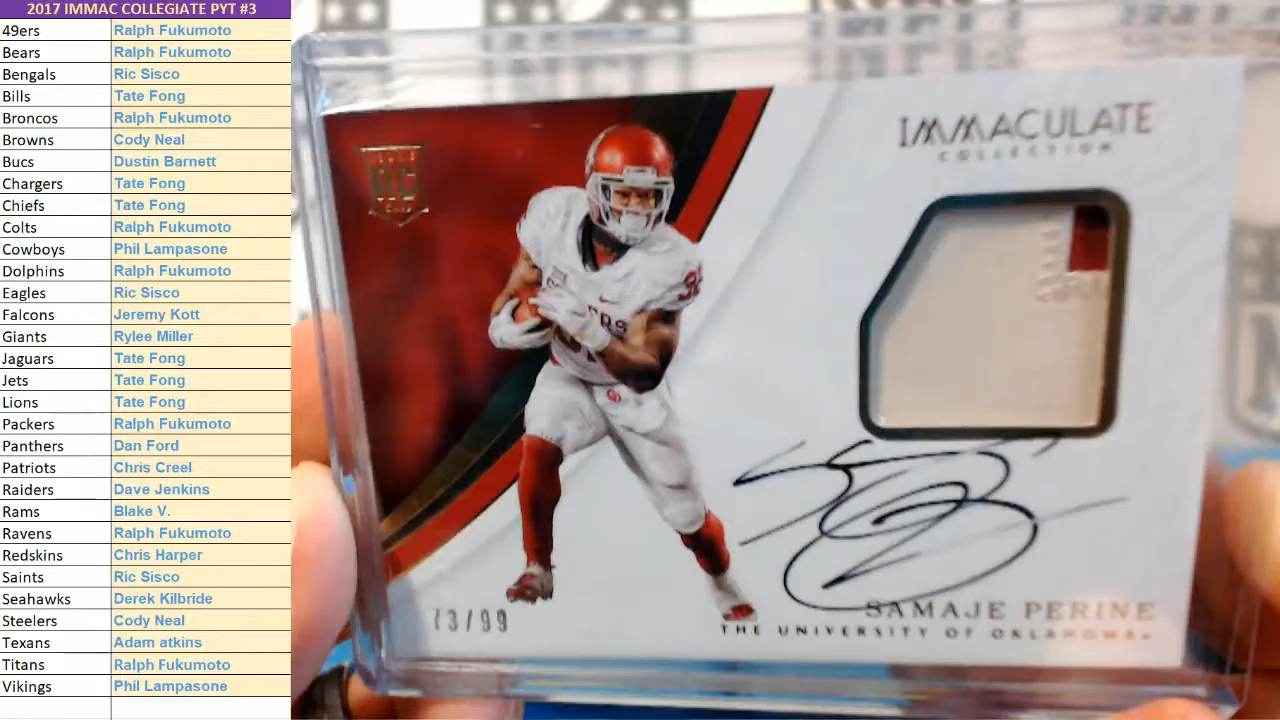 2017 IMMAC COLLEGIATE PYT #3
49ers Ralph Fukumoto
Bears Ralph Fukumoto
Bengals Ric Sisco
Bills Tate Fong
Broncos Ralph Fukumoto
Browns Cody Neal
Bucs Dustin Barnett
Chargers Tate Fong
Chiefs Tate Fong
Colts Ralph Fukumoto
Cowboys Phil Lampasone
Dolphins Ralph Fukumoto
Eagles Ric Sisco
Falcons Jeremy Kott
Giants Rylee Miller
Jaguars Tate Fong
Jets Tate Fong
Lions Tate Fong
Packers Ralph Fukumoto
Panthers Dan Ford
Patriots Chris Creel
Raiders Dave Jenkins
Rams Blake V.
Ravens Ralph Fukumoto
Redskins Chris Harper
Saints Ric Sisco
Seahawks Derek Kilbride
Steelers Cody Neal
Texans Adam atkins
Titans Ralph Fukumoto
Vikings Phil Lampasone
IMMACULATE
COLLECTION
RC
73/99
SAMAJE PERINE
THE UNIVERSITY OF OKLAHOMA